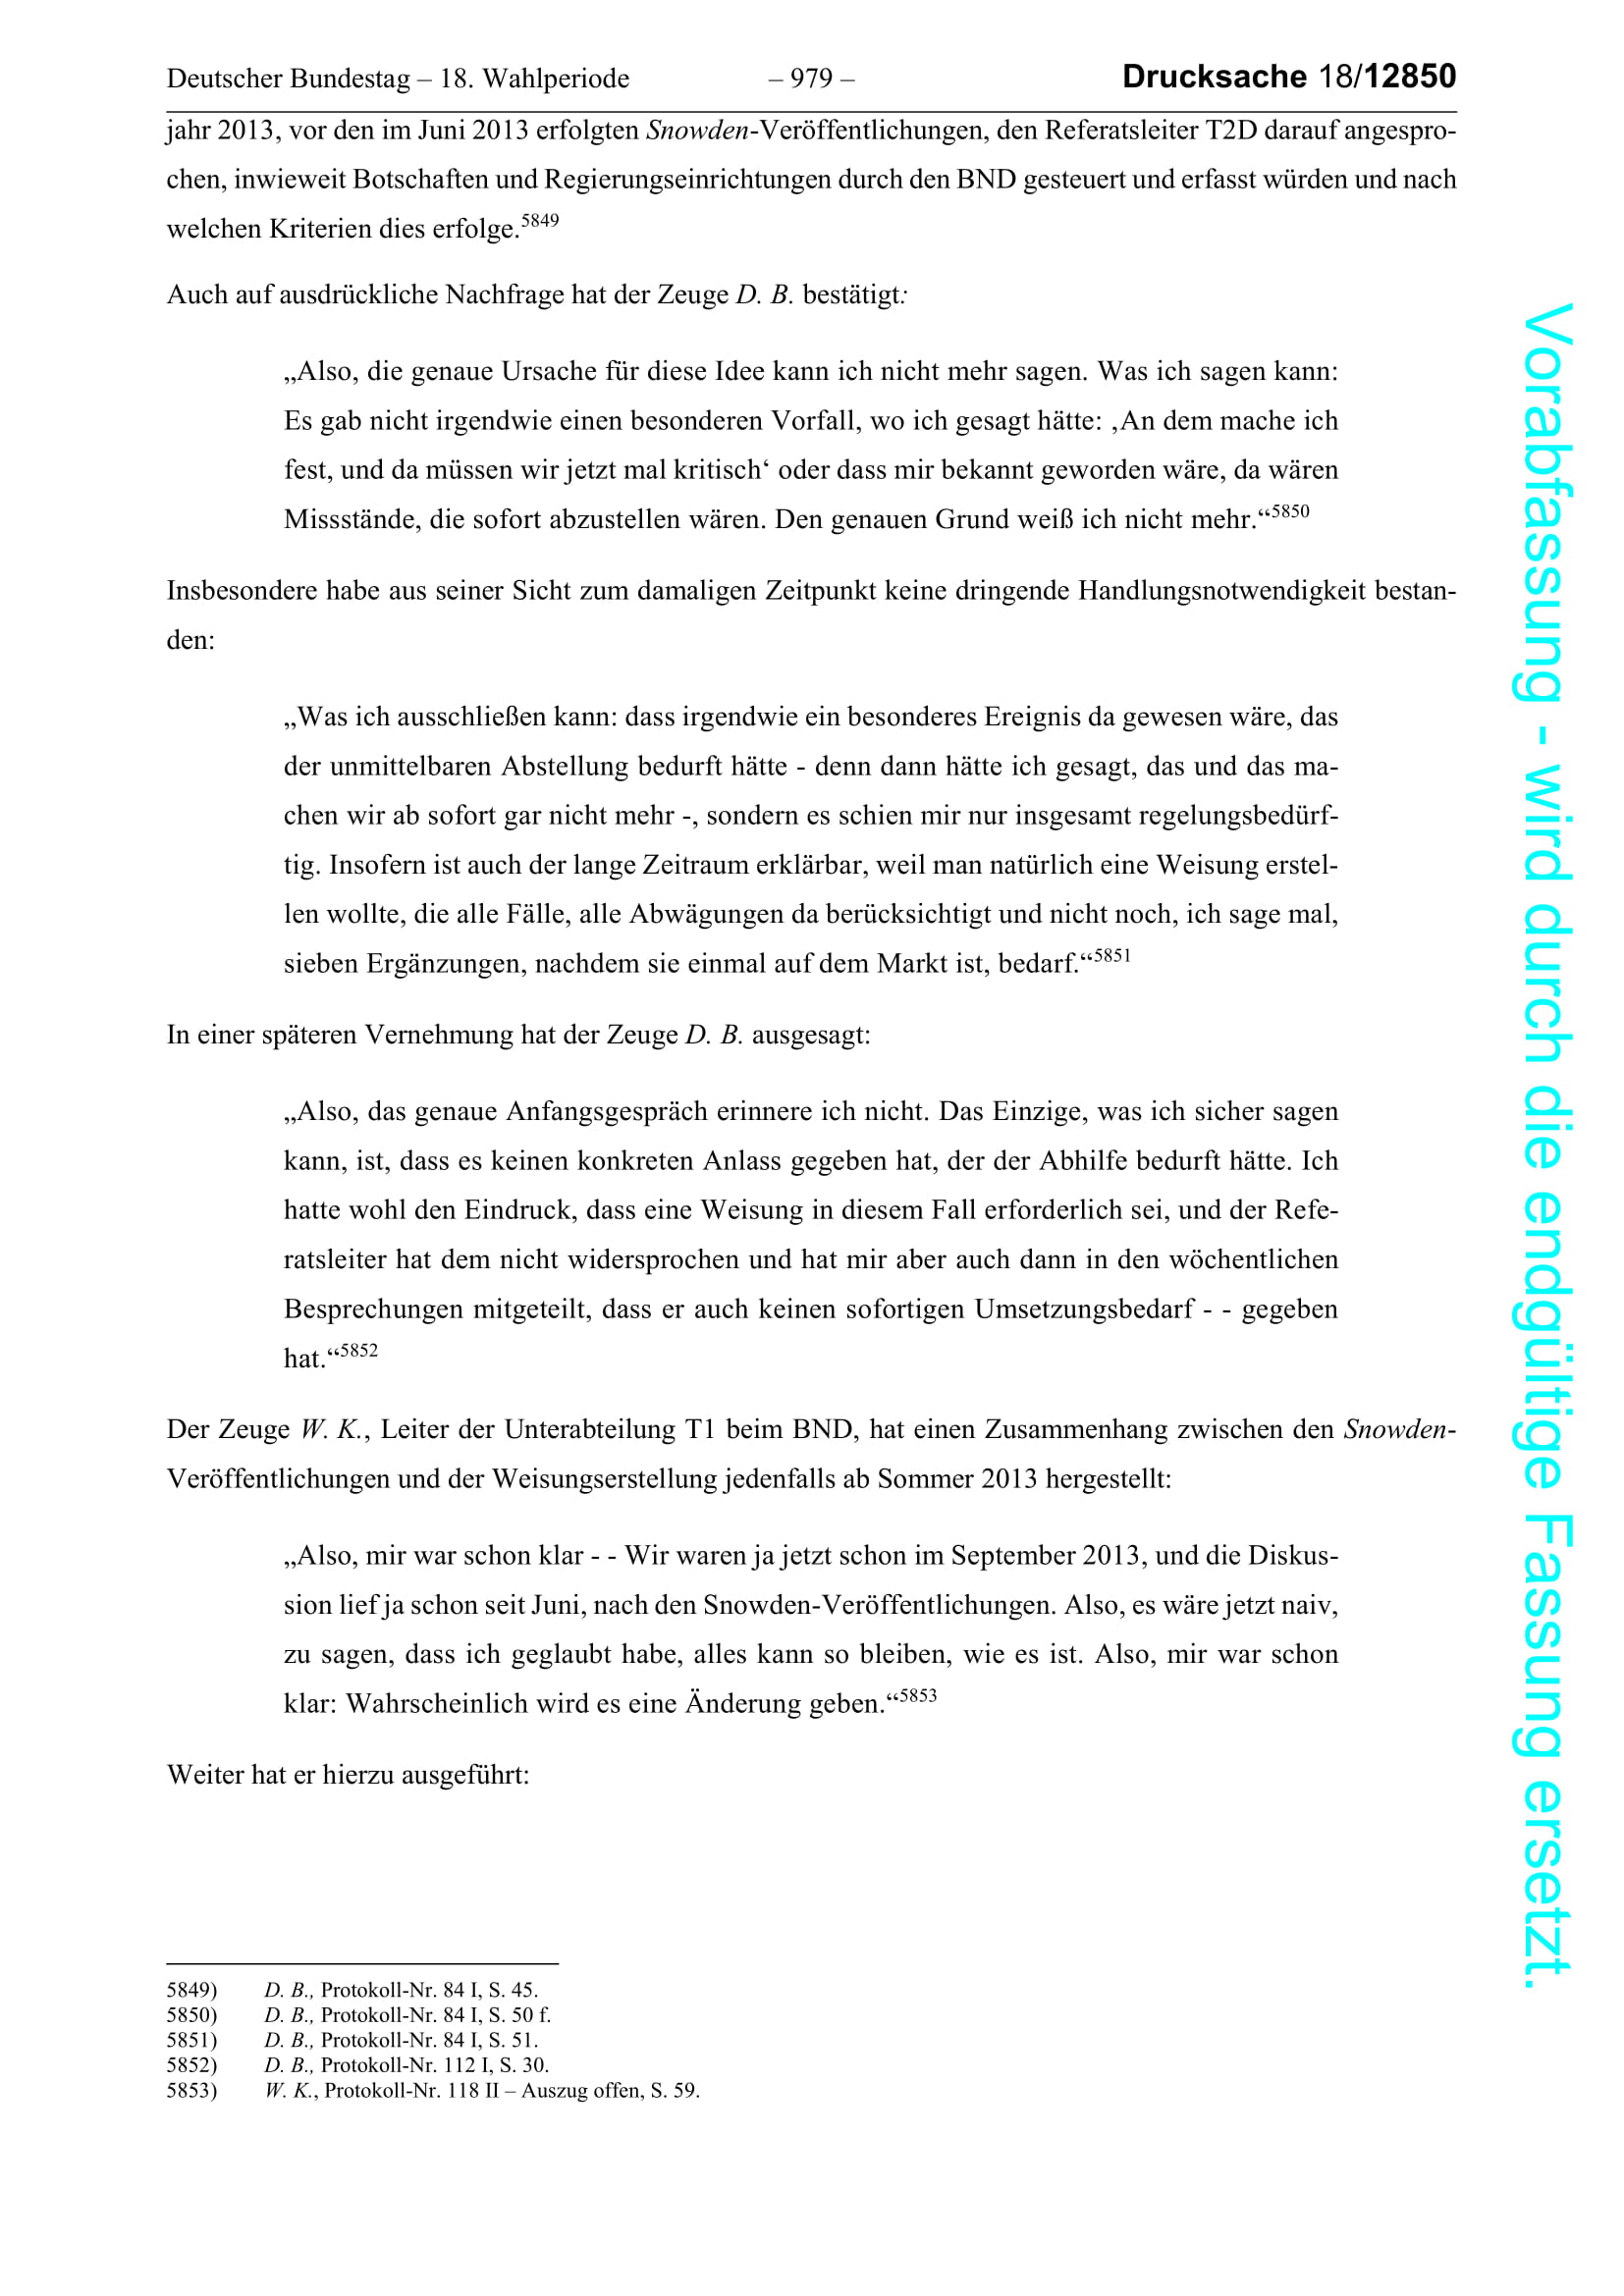 Deutscher Bundestag – 18. Wahlperiode – 979 – Drucksache 18/12850
jahr 2013, vor den im Juni 2013 erfolgten Snowden-Veröffentlichungen, den Referatsleiter T2D darauf angespro-
chen, inwieweit Botschaften und Regierungseinrichtungen durch den BND gesteuert und erfasst würden und nach
welchen Kriterien dies erfolge.5849
Auch auf ausdrückliche Nachfrage hat der Zeuge D. B. bestätigt:
„Also, die genaue Ursache für diese Idee kann ich nicht mehr sagen. Was ich sagen kann:
Es gab nicht irgendwie einen besonderen Vorfall, wo ich gesagt hätte: ‚An dem mache ich
fest, und da müssen wir jetzt mal kritisch‘ oder dass mir bekannt geworden wäre, da wären
Missstände, die sofort abzustellen wären. Den genauen Grund weiß ich nicht mehr.“5850
Insbesondere habe aus seiner Sicht zum damaligen Zeitpunkt keine dringende Handlungsnotwendigkeit bestan-
den:
„Was ich ausschließen kann: dass irgendwie ein besonderes Ereignis da gewesen wäre, das
der unmittelbaren Abstellung bedurft hätte - denn dann hätte ich gesagt, das und das ma-
chen wir ab sofort gar nicht mehr -, sondern es schien mir nur insgesamt regelungsbedürf-
tig. Insofern ist auch der lange Zeitraum erklärbar, weil man natürlich eine Weisung erstel-
len wollte, die alle Fälle, alle Abwägungen da berücksichtigt und nicht noch, ich sage mal,
sieben Ergänzungen, nachdem sie einmal auf dem Markt ist, bedarf.“5851
In einer späteren Vernehmung hat der Zeuge D. B. ausgesagt:
„Also, das genaue Anfangsgespräch erinnere ich nicht. Das Einzige, was ich sicher sagen
kann, ist, dass es keinen konkreten Anlass gegeben hat, der der Abhilfe bedurft hätte. Ich
hatte wohl den Eindruck, dass eine Weisung in diesem Fall erforderlich sei, und der Refe-
ratsleiter hat dem nicht widersprochen und hat mir aber auch dann in den wöchentlichen
Besprechungen mitgeteilt, dass er auch keinen sofortigen Umsetzungsbedarf - - gegeben
hat.“5852
Der Zeuge W. K., Leiter der Unterabteilung T1 beim BND, hat einen Zusammenhang zwischen den Snowden-
Veröffentlichungen und der Weisungserstellung jedenfalls ab Sommer 2013 hergestellt:
„Also, mir war schon klar - - Wir waren ja jetzt schon im September 2013, und die Diskus-
sion lief ja schon seit Juni, nach den Snowden-Veröffentlichungen. Also, es wäre jetzt naiv,
zu sagen, dass ich geglaubt habe, alles kann so bleiben, wie es ist. Also, mir war schon
klar: Wahrscheinlich wird es eine Änderung geben.“5853
Weiter hat er hierzu ausgeführt:
5849) D. B., Protokoll-Nr. 84 I, S. 45.
5850) D. B., Protokoll-Nr. 84 I, S. 50 f.
5851) D. B., Protokoll-Nr. 84 I, S. 51.
5852) D. B., Protokoll-Nr. 112 I, S. 30.
5853) W. K., Protokoll-Nr. 118 II – Auszug offen, S. 59.
Vorabfassung - wird durch die endgültige Fassung ersetzt.